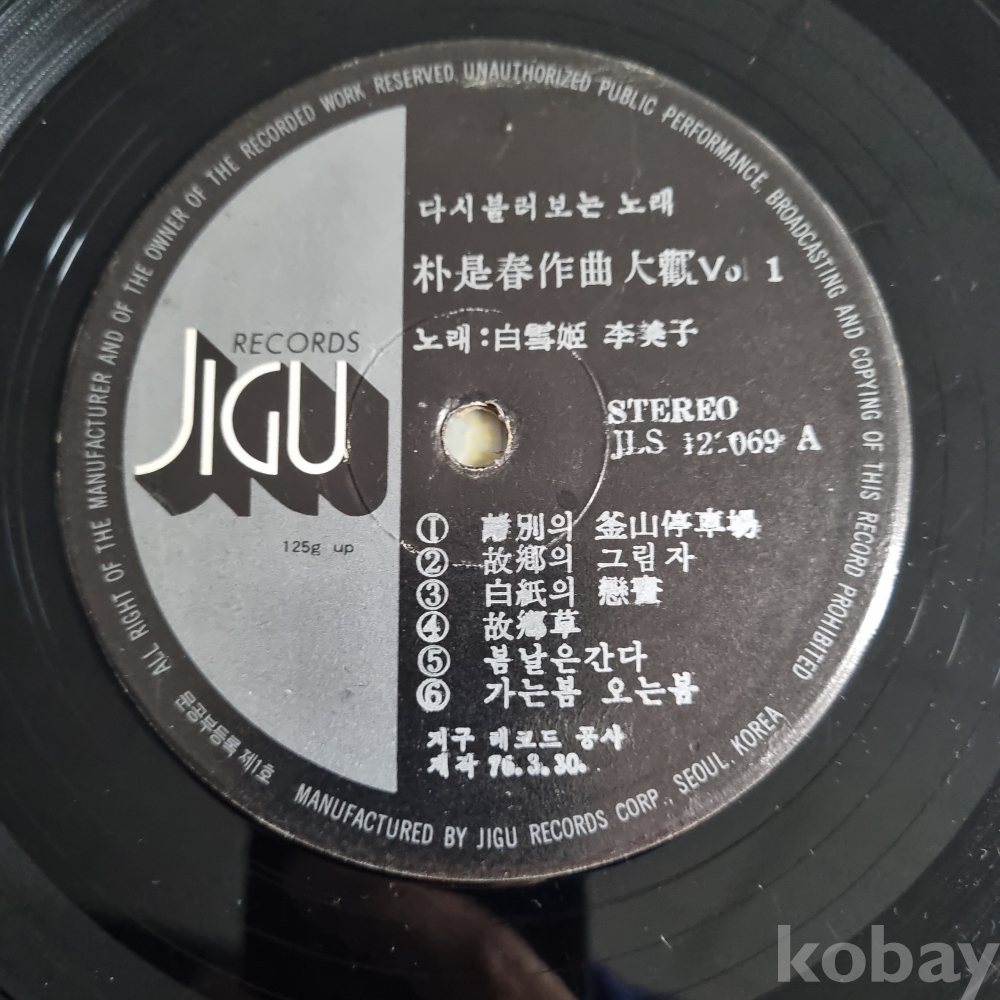 다시불러보는 노래
朴是春作曲 大觀 Vol 1
노래:白雪姬 李美子
RECORDS
JIGU
125g up
STEREO
JLS 069 A
① 離別의 釜山停車場
② 故鄕의 그림자
③ 白紙의 戀書
④ 故鄕草
⑤ 봄날은간다
⑥ 가는봄 오는봄
지구 레코드 공사
제작 76.3.30.
ALL RIGHT OF THE MANUFACTURER AND OF THE OWNER OF THE RECORDED WORK RESERVED. UNAUTHORIZED PUBLIC PERFORMANCE, BROADCASTING AND COPYING OF THIS RECORD PROHIBITED
문공부등록 제1호
MANUFACTURED BY JIGU RECORDS CORP., SEOUL, KOREA
kobay